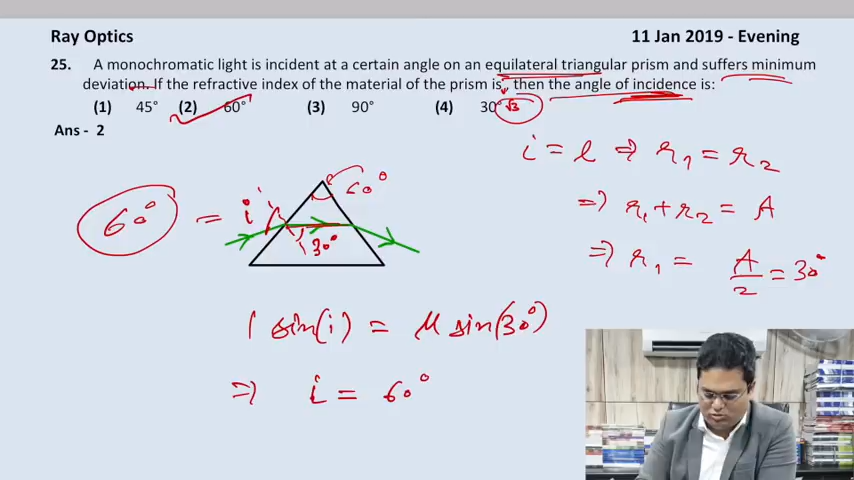 Ray Optics 11 Jan 2019 - Evening
25. A monochromatic light is incident at a certain angle on an equilateral triangular prism and suffers minimum
deviation. If the refractive index of the material of the prism is , then the angle of incidence is:
(1) 45° (2) 60° (3) 90° (4) 30° √3
Ans - 2
i = e ⇒ r₁ = r₂
60°
⇒ r₁ + r₂ = A
60° = i
30°
⇒ r₁ = A/2 = 30°
1 sin(i) = μ sin(30°)
⇒ i = 60°